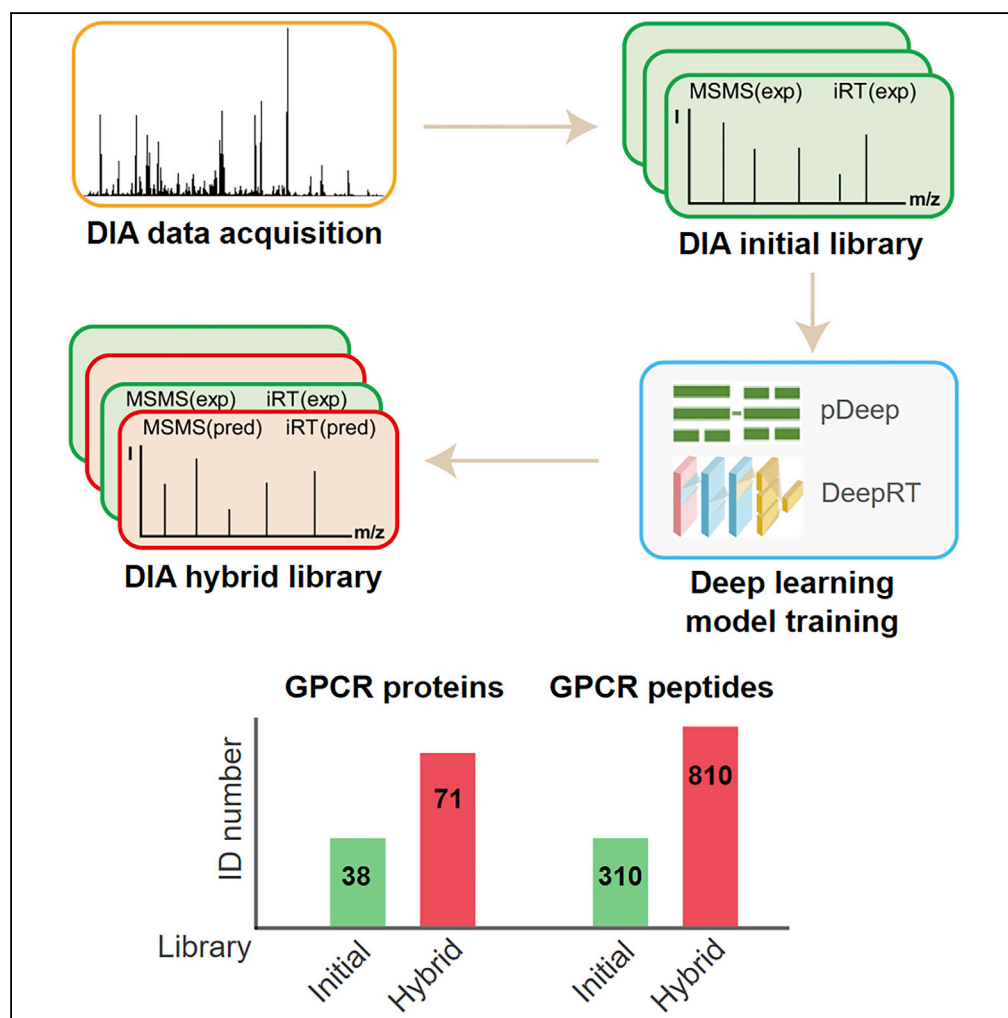 DIA data acquisition
MSMS(exp) iRT(exp)
I
m/z
DIA initial library
pDeep
DeepRT
Deep learning
model training
MSMS(exp) iRT(exp)
MSMS(pred) iRT(pred)
I
m/z
DIA hybrid library
GPCR proteins GPCR peptides
ID number
38
71
310
810
Library
Initial
Hybrid
Initial
Hybrid